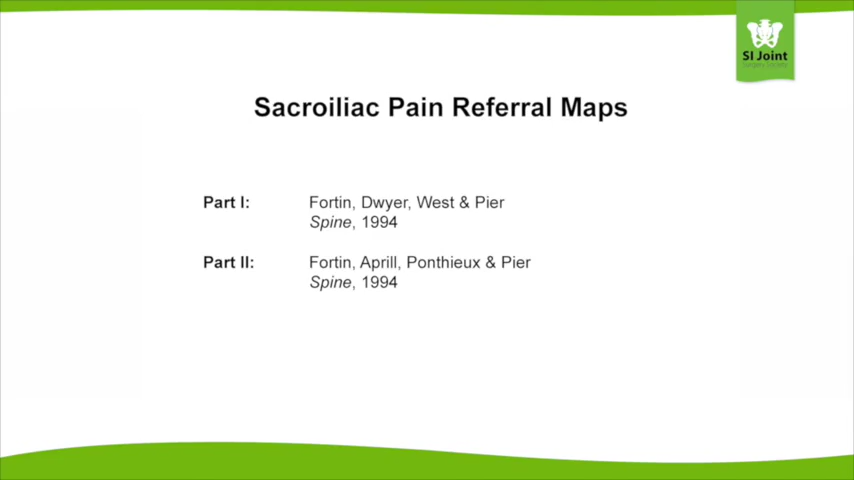 SI Joint
Sacroiliac Pain Referral Maps
Part I: Fortin, Dwyer, West & Pier
Spine, 1994
Part II: Fortin, Aprill, Ponthieux & Pier
Spine, 1994